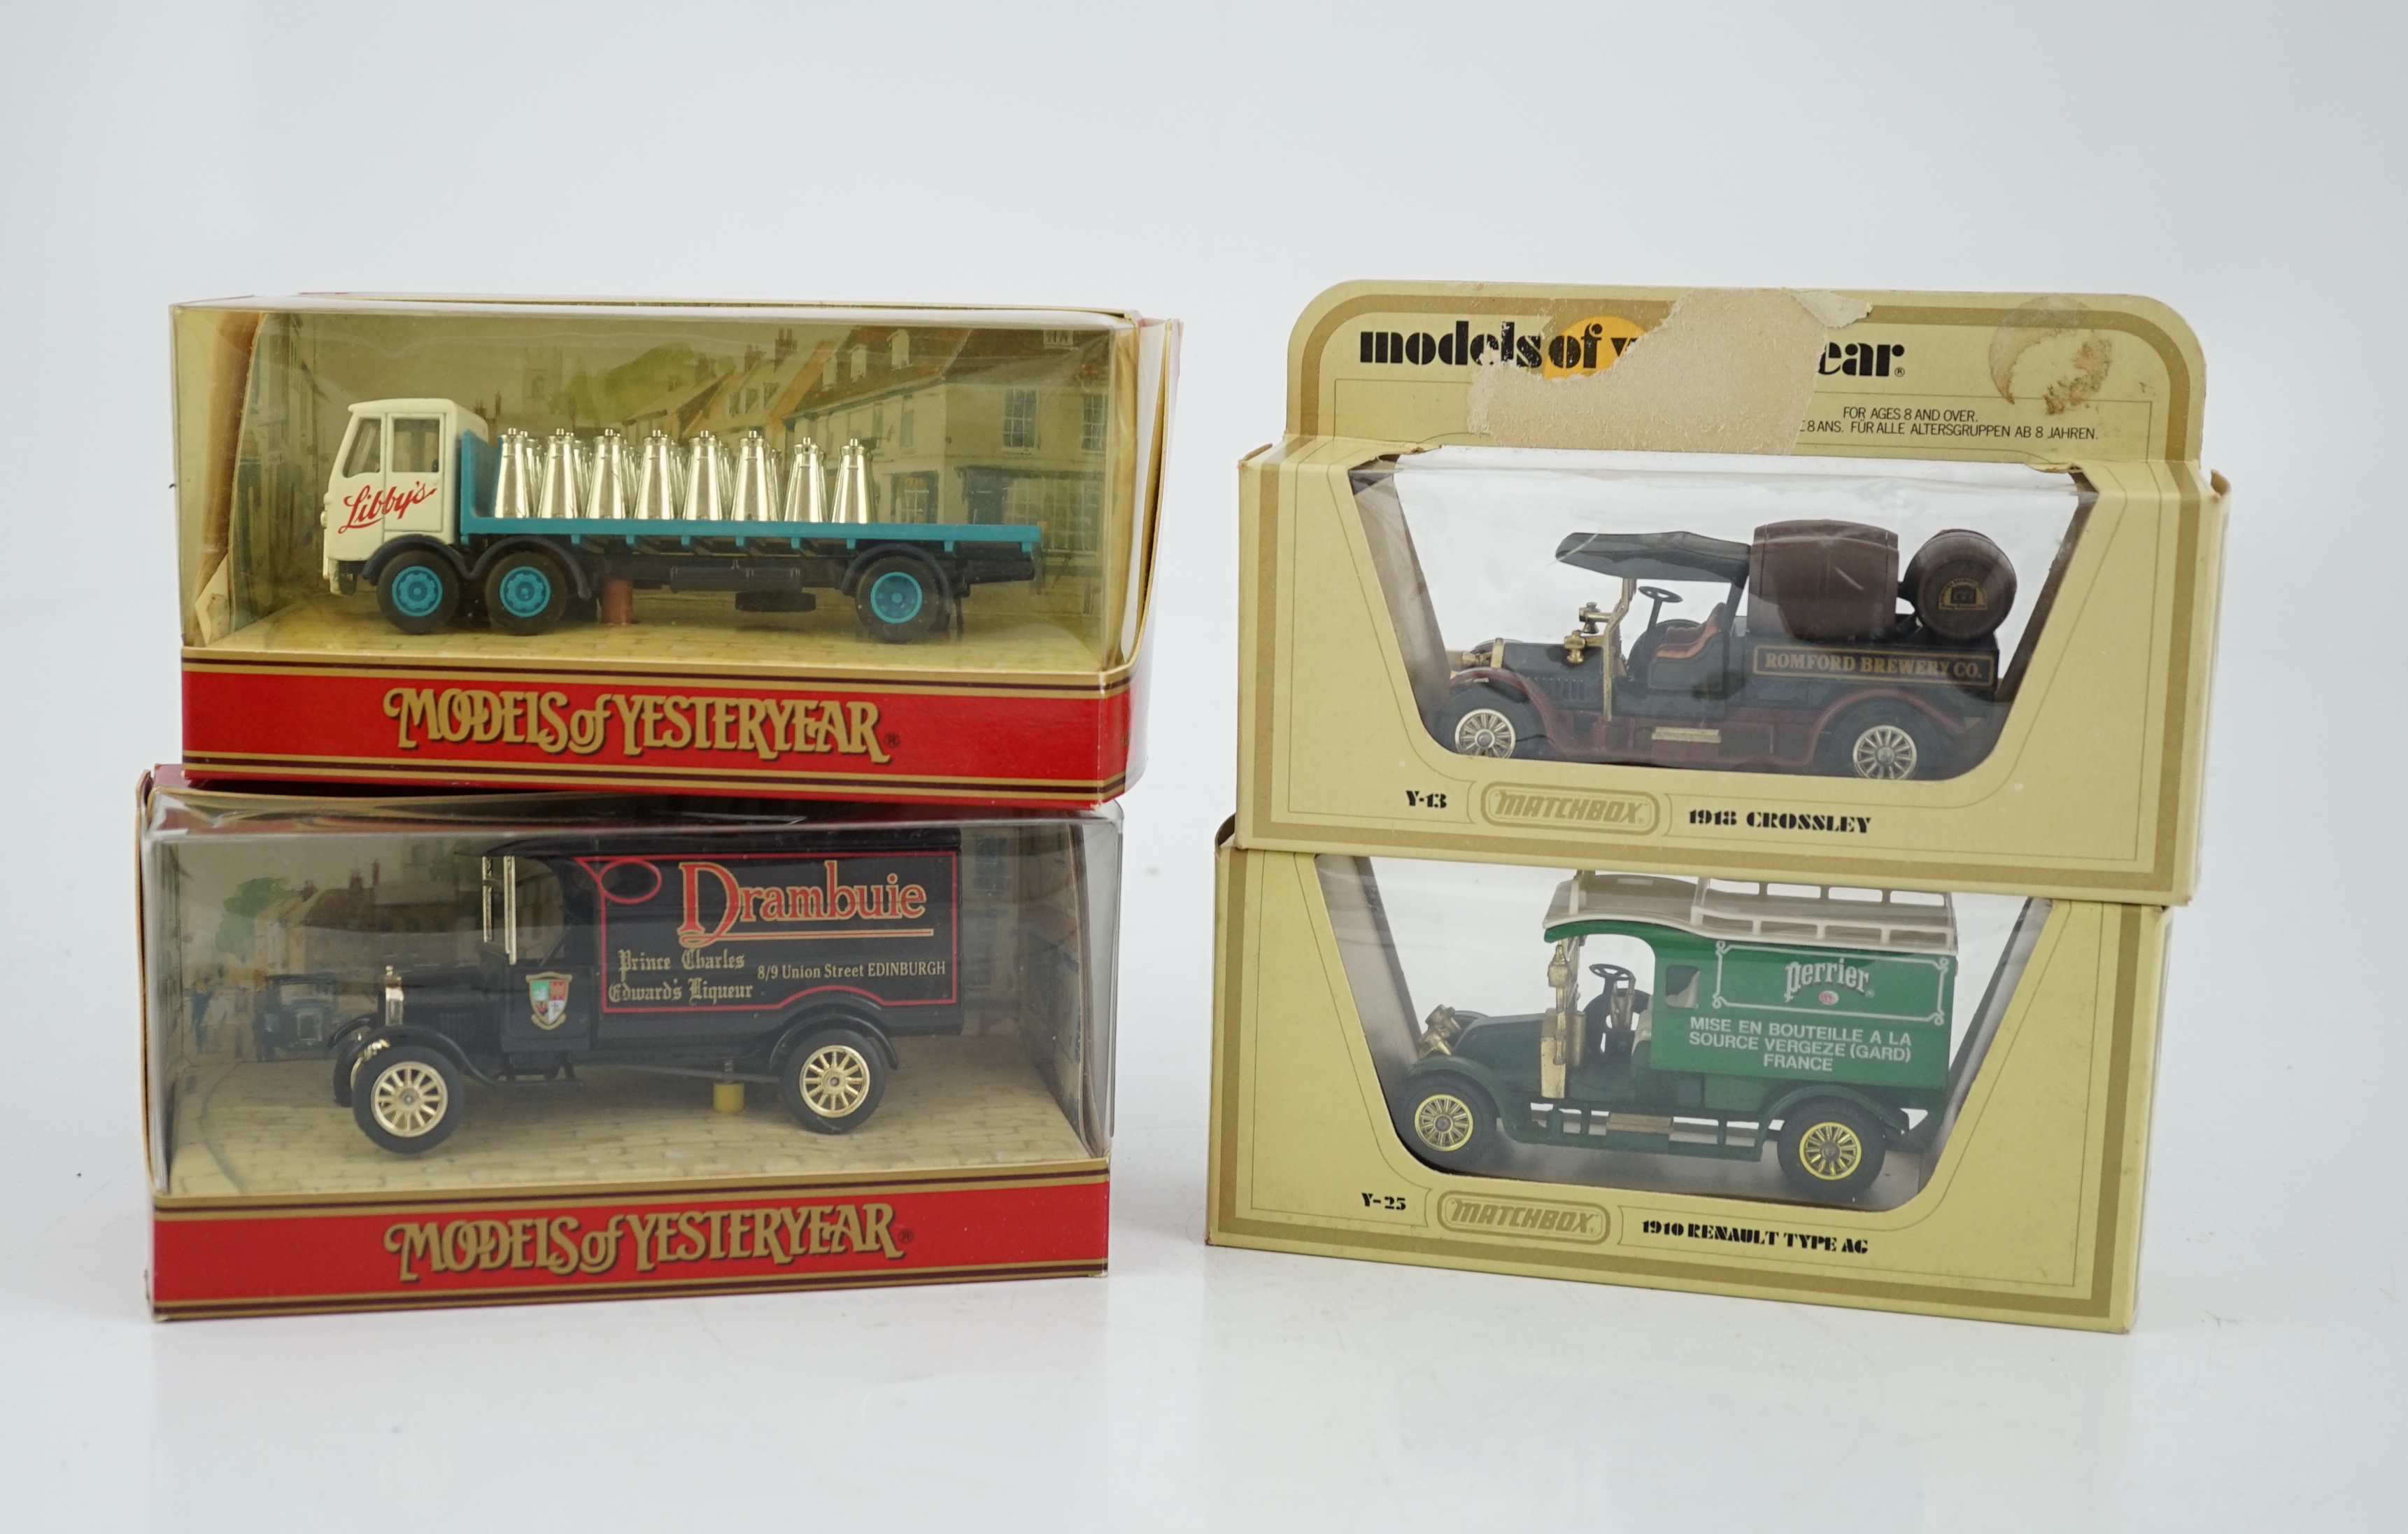 Libby's
MODELS of YESTERYEAR®
Drambuie
Prince Charles
Edward's Liqueur
8/9 Union Street EDINBURGH
MODELS of YESTERYEAR®
models of ear®
FOR AGES 8 AND OVER.
8 ANS. FÜR ALLE ALTERSGRUPPEN AB 8 JAHREN.
ROMFORD BREWERY CO.
Y-13 MATCHBOX® 1918 CROSSLEY
perrier®
MISE EN BOUTEILLE A LA
SOURCE VERGEZE (GARD)
FRANCE
Y-25 MATCHBOX® 1910 RENAULT TYPE AG